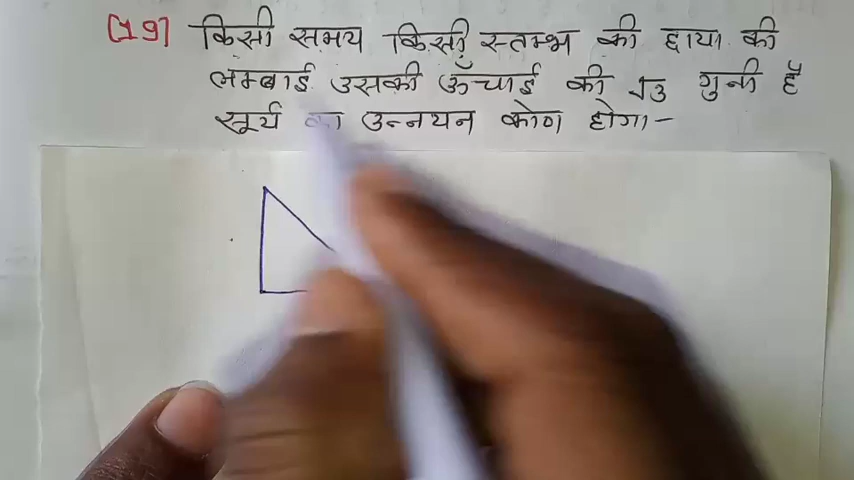 [19] किसी समय किसी स्तम्भ की छाया की
लम्बाई उसकी ऊँचाई की √3 गुनी है
सूर्य का उन्नयन कोण होगा-